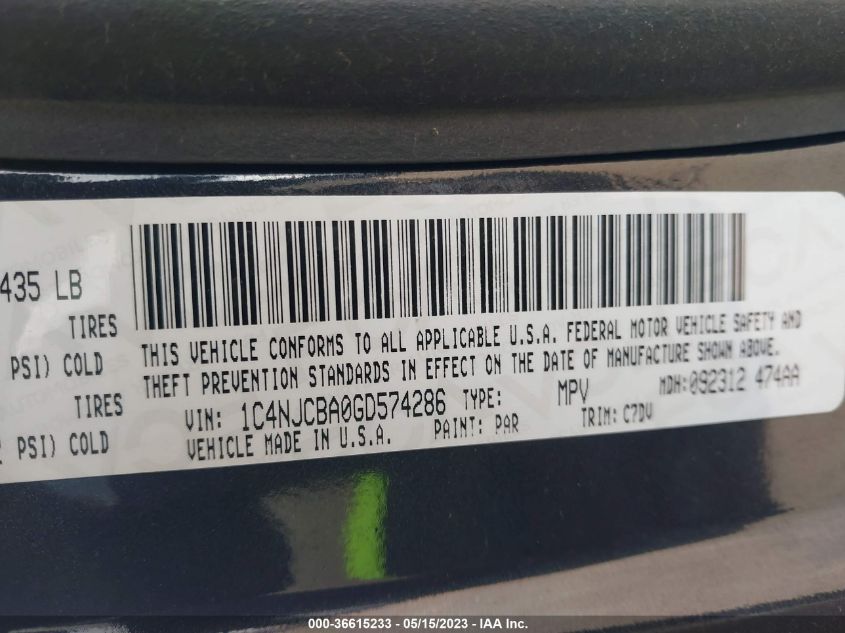 435 LB
TIRES
PSI) COLD
TIRES
PSI) COLD
THIS VEHICLE CONFORMS TO ALL APPLICABLE U.S.A. FEDERAL MOTOR VEHICLE SAFETY AND
THEFT PREVENTION STANDARDS IN EFFECT ON THE DATE OF MANUFACTURE SHOWN ABOVE.
VIN: 1C4NJCBA0GD574286 TYPE: MPV MDH: 092312 474AA
VEHICLE MADE IN U.S.A. PAINT: PAR TRIM: C7DV
000-36615233 - 05/15/2023 - IAA Inc.